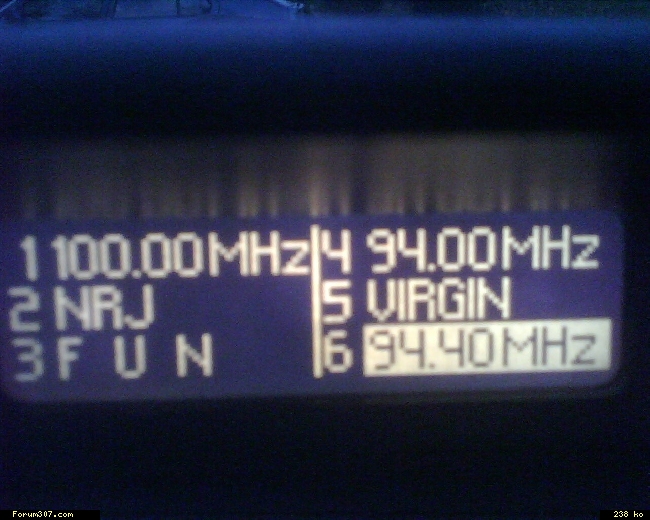 1 100.00MHz
2 NRJ
3 F U N
4 94.00MHz
5 VIRGIN
6 94.40MHz
Forum307.com
238 ko